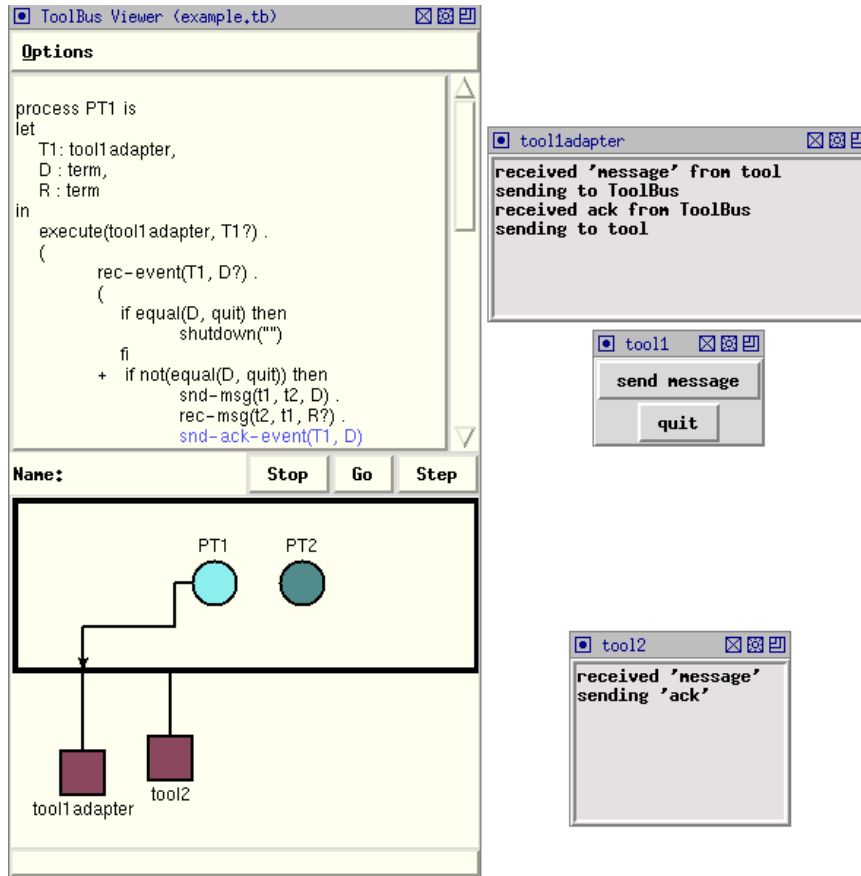 ToolBus Viewer (example.tb)
Options
process PT1 is
let
T1: tool1adapter,
D : term,
R : term
in
execute(tool1adapter, T1?) .
(
rec-event(T1, D?) .
(
if equal(D, quit) then
shutdown("")
fi
+ if not(equal(D, quit)) then
snd-msg(t1, t2, D) .
rec-msg(t2, t1, R?) .
snd-ack-event(T1, D)
Name:
Stop
Go
Step
PT1
PT2
tool1adapter
tool2
tool1adapter
received 'message' from tool
sending to ToolBus
received ack from ToolBus
sending to tool
tool1
send message
quit
tool2
received 'message'
sending 'ack'